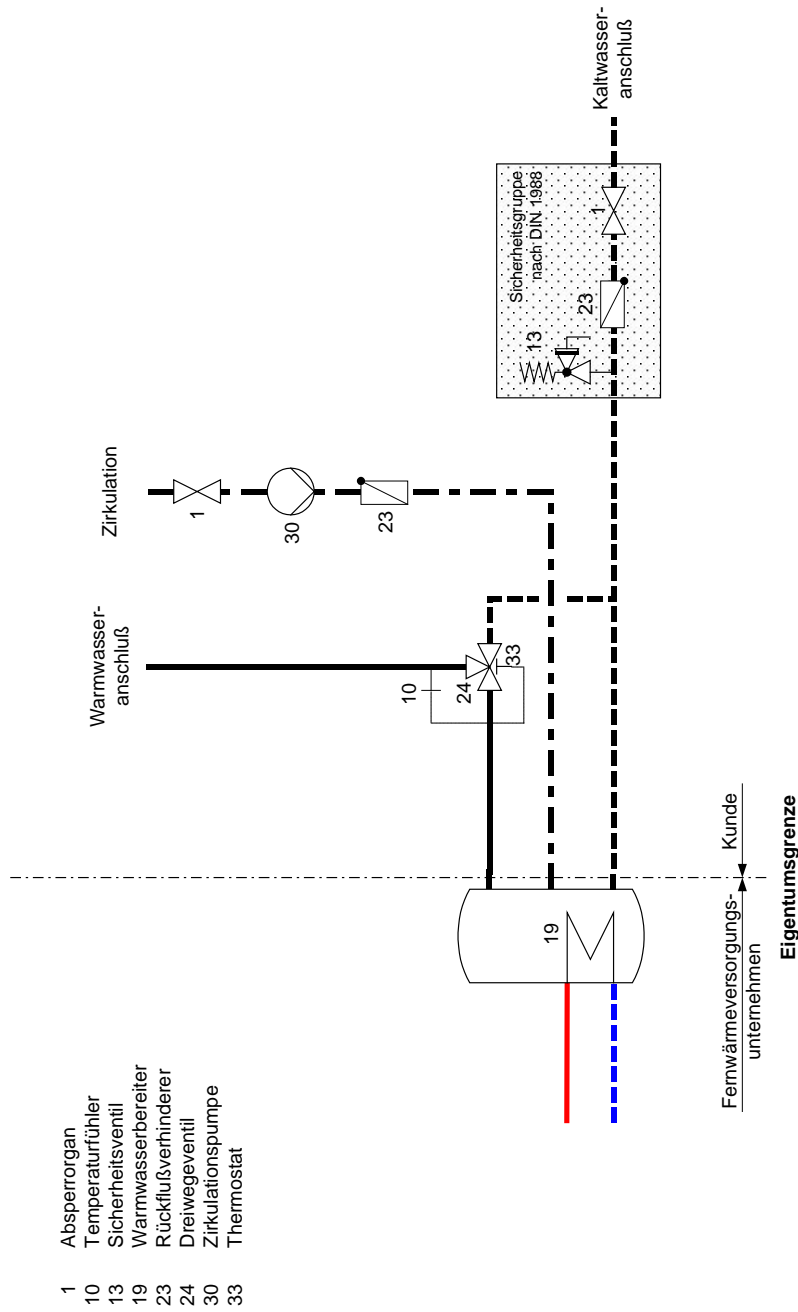 1 Absperrorgan
10 Temperaturfühler
13 Sicherheitsventil
19 Warmwasserbereiter
23 Rückflußverhinderer
24 Dreiwegeventil
30 Zirkulationspumpe
33 Thermostat
Warmwasser-
anschluß
Zirkulation
Kaltwasser-
anschluß
Sicherheitsgruppe
nach DIN 1988
1
30
23
10
24
33
13
23
1
19
Fernwärmeversorgungs-
unternehmen
Kunde
Eigentumsgrenze